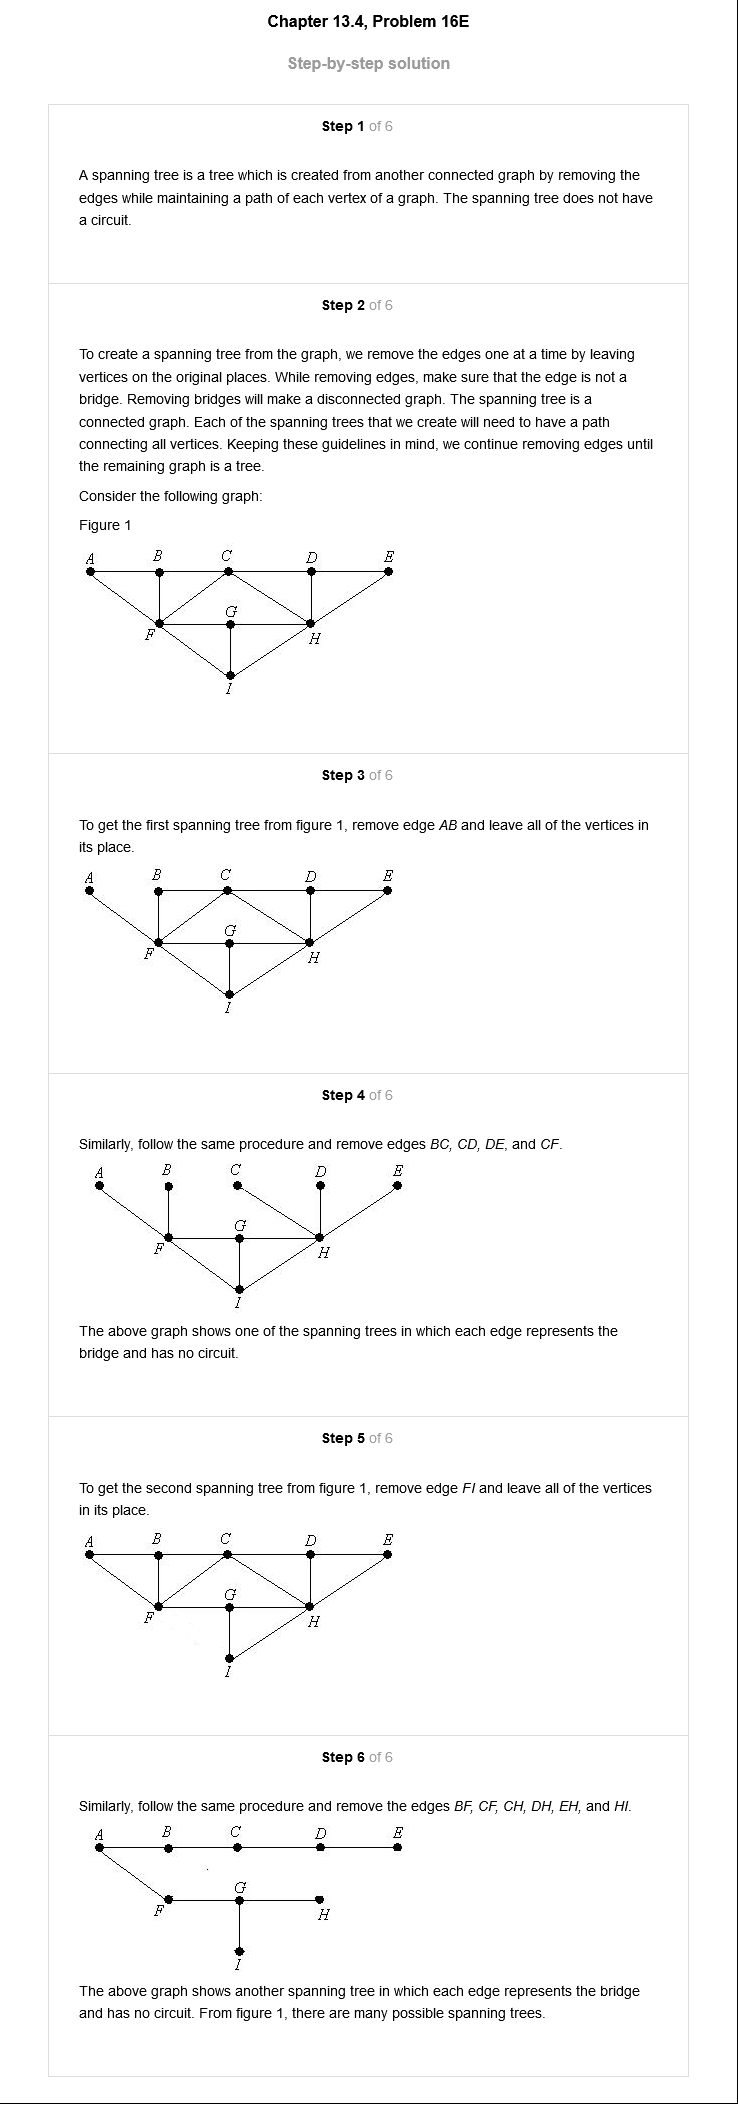 Chapter 13.4, Problem 16E
Step-by-step solution
Step 1 of 6
A spanning tree is a tree which is created from another connected graph by removing the
edges while maintaining a path of each vertex of a graph. The spanning tree does not have
a circuit.
Step 2 of 6
To create a spanning tree from the graph, we remove the edges one at a time by leaving
vertices on the original places. While removing edges, make sure that the edge is not a
bridge. Removing bridges will make a disconnected graph. The spanning tree is a
connected graph. Each of the spanning trees that we create will need to have a path
connecting all vertices. Keeping these guidelines in mind, we continue removing edges until
the remaining graph is a tree.
Consider the following graph:
Figure 1
A B C D E
G
F H
I
Step 3 of 6
To get the first spanning tree from figure 1, remove edge AB and leave all of the vertices in
its place.
A B C D E
G
F H
I
Step 4 of 6
Similarly, follow the same procedure and remove edges BC, CD, DE, and CF.
A B C D E
G
F H
I
The above graph shows one of the spanning trees in which each edge represents the
bridge and has no circuit.
Step 5 of 6
To get the second spanning tree from figure 1, remove edge FI and leave all of the vertices
in its place.
A B C D E
G
F H
I
Step 6 of 6
Similarly, follow the same procedure and remove the edges BF, CF, CH, DH, EH, and HI.
A B C D E
G
F H
I
The above graph shows another spanning tree in which each edge represents the bridge
and has no circuit. From figure 1, there are many possible spanning trees.